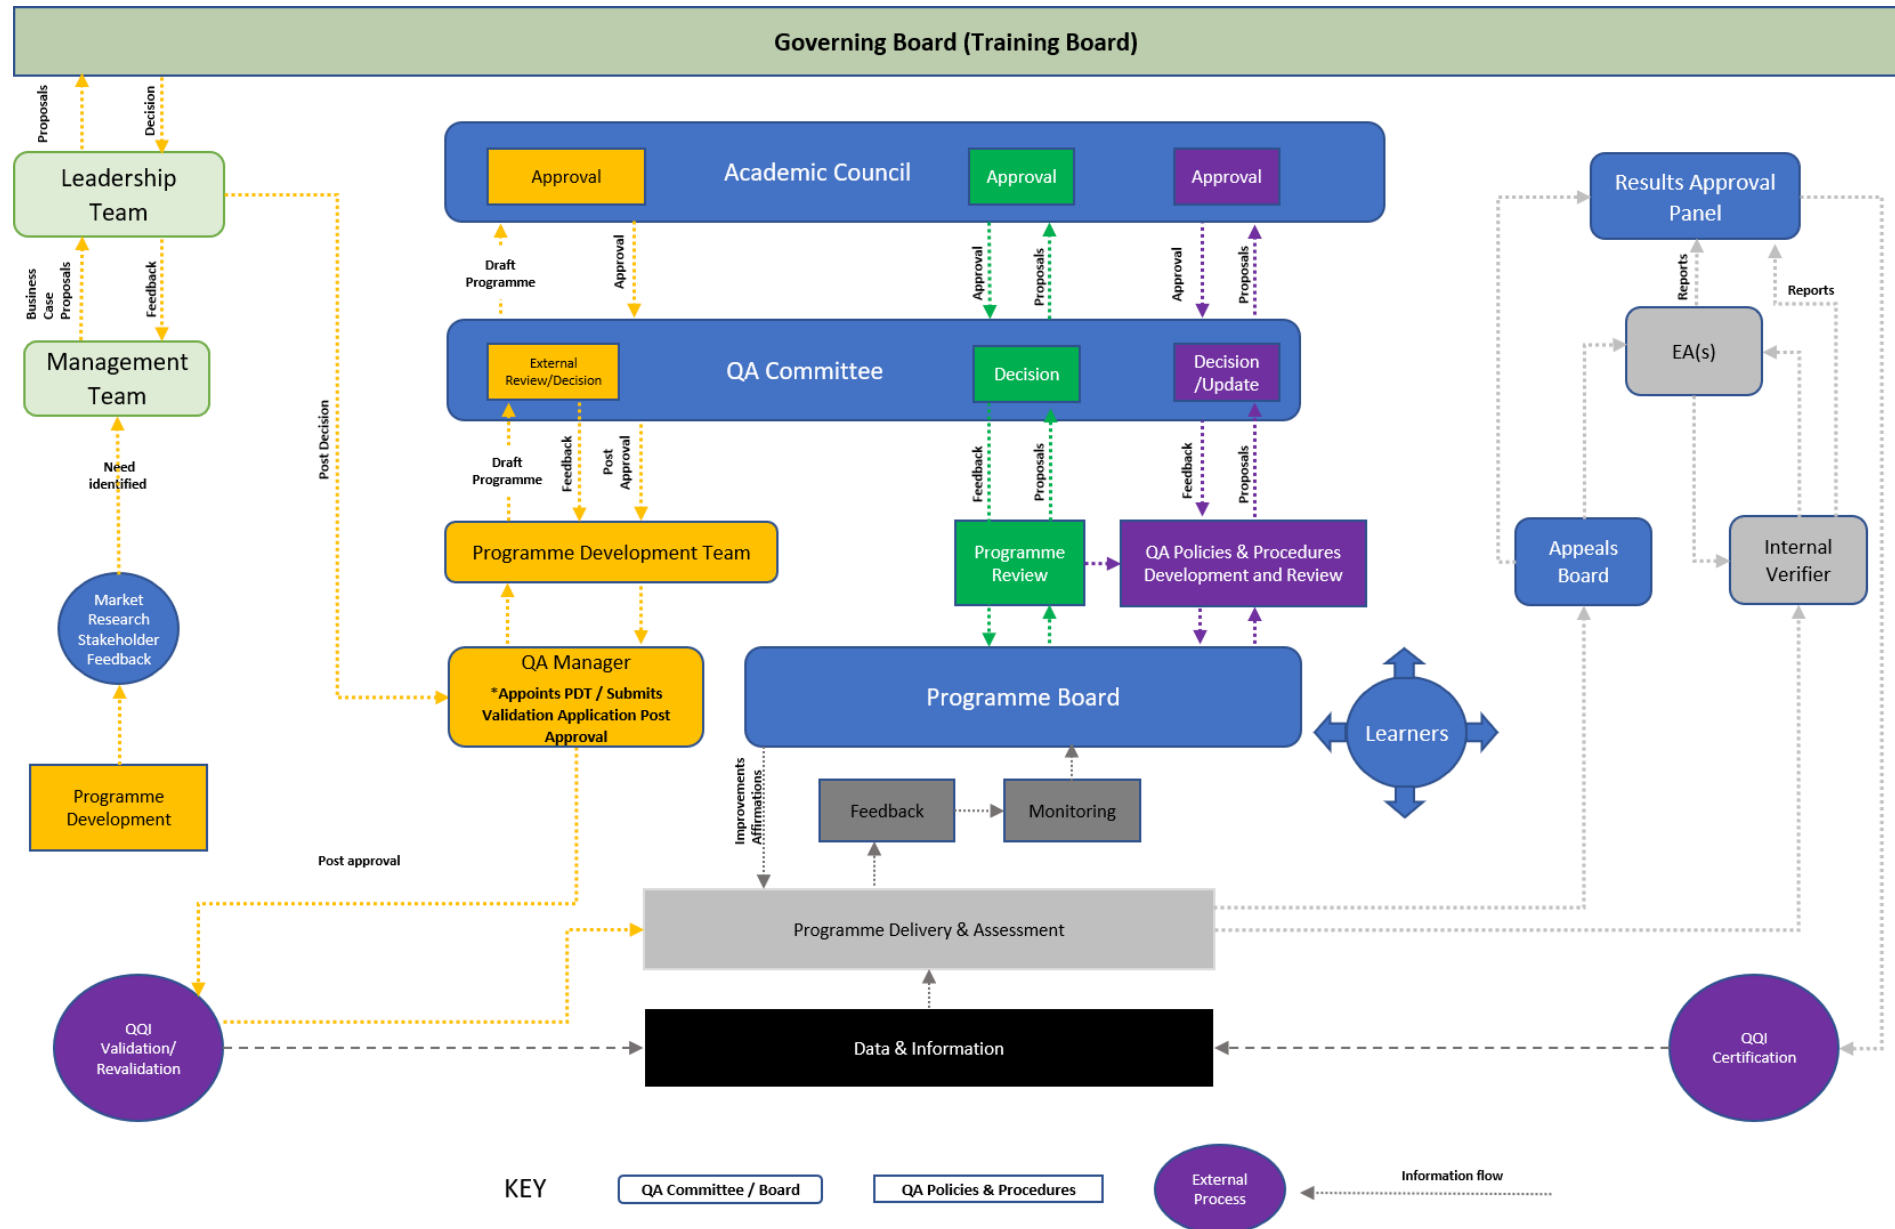 Governing Board (Training Board)
Proposals
Decision
Leadership
Team
Business
Case
Proposals
Feedback
Management
Team
Need
identified
Market
Research
Stakeholder
Feedback
Programme
Development
Post Decision
Academic Council
Approval
Approval
Approval
Draft
Programme
Approval
Approval
Proposals
Approval
Proposals
QA Committee
External
Review/Decision
Decision
Decision
/Update
Draft
Programme
Feedback
Post
Approval
Feedback
Proposals
Feedback
Proposals
Programme Development Team
Programme
Review
QA Policies & Procedures
Development and Review
QA Manager
*Appoints PDT / Submits
Validation Application Post
Approval
Programme Board
Learners
Improvements
Affirmations
Feedback
Monitoring
Post approval
Programme Delivery & Assessment
Data & Information
QQI
Validation/
Revalidation
Results Approval
Panel
Reports
Reports
EA(s)
Appeals
Board
Internal
Verifier
QQI
Certification
KEY
QA Committee / Board
QA Policies & Procedures
External
Process
Information flow